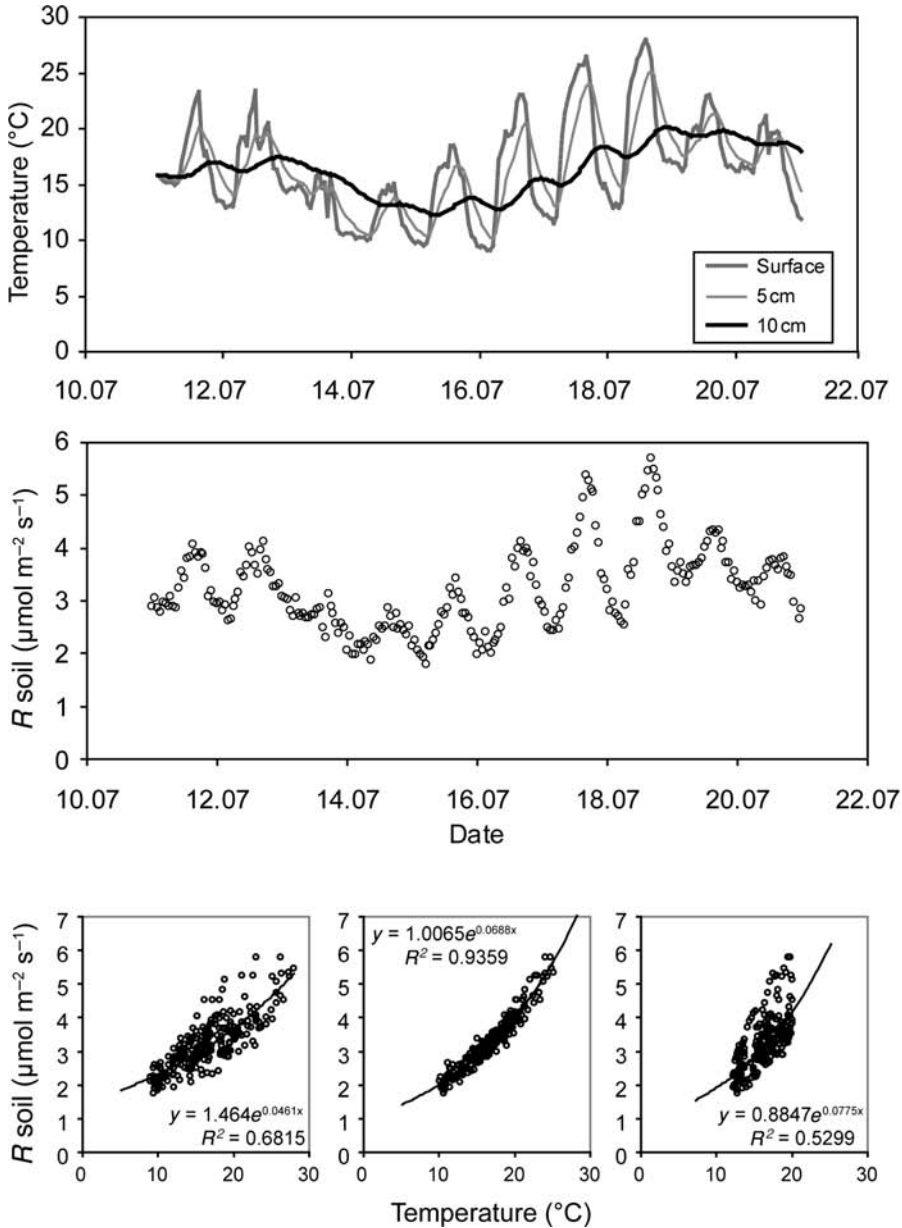 30
25
20
15
10
5
0
Temperature (°C)
Surface
5 cm
10 cm
10.07 12.07 14.07 16.07 18.07 20.07 22.07
6
5
4
3
2
1
0
R soil (µmol m⁻² s⁻¹)
10.07 12.07 14.07 16.07 18.07 20.07 22.07
Date
7
6
5
4
3
2
1
0
R soil (µmol m⁻² s⁻¹)
y = 1.464e^0.0461x
R² = 0.6815
0 10 20 30
7
6
5
4
3
2
1
0
y = 1.0065e^0.0688x
R² = 0.9359
0 10 20 30
7
6
5
4
3
2
1
0
y = 0.8847e^0.0775x
R² = 0.5299
0 10 20 30
Temperature (°C)